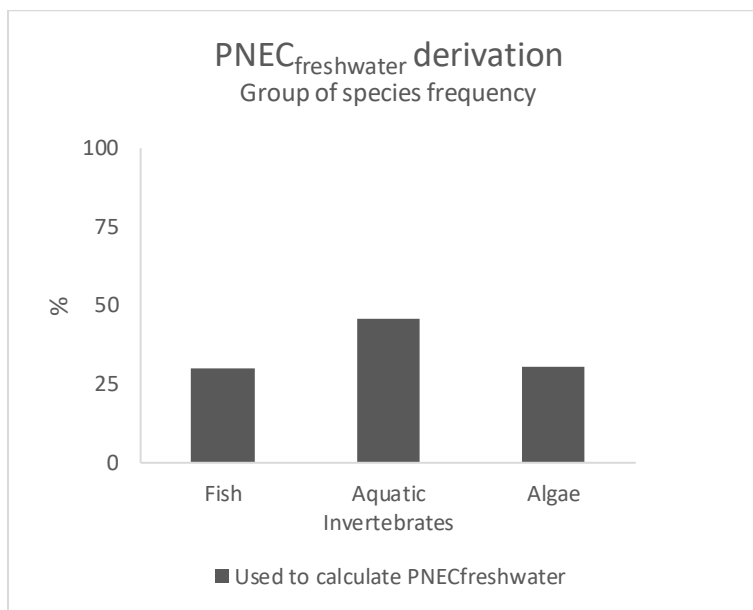 PNECfreshwater derivation
Group of species frequency
100
75
50
25
0
%
Fish
Aquatic
Invertebrates
Algae
Used to calculate PNECfreshwater